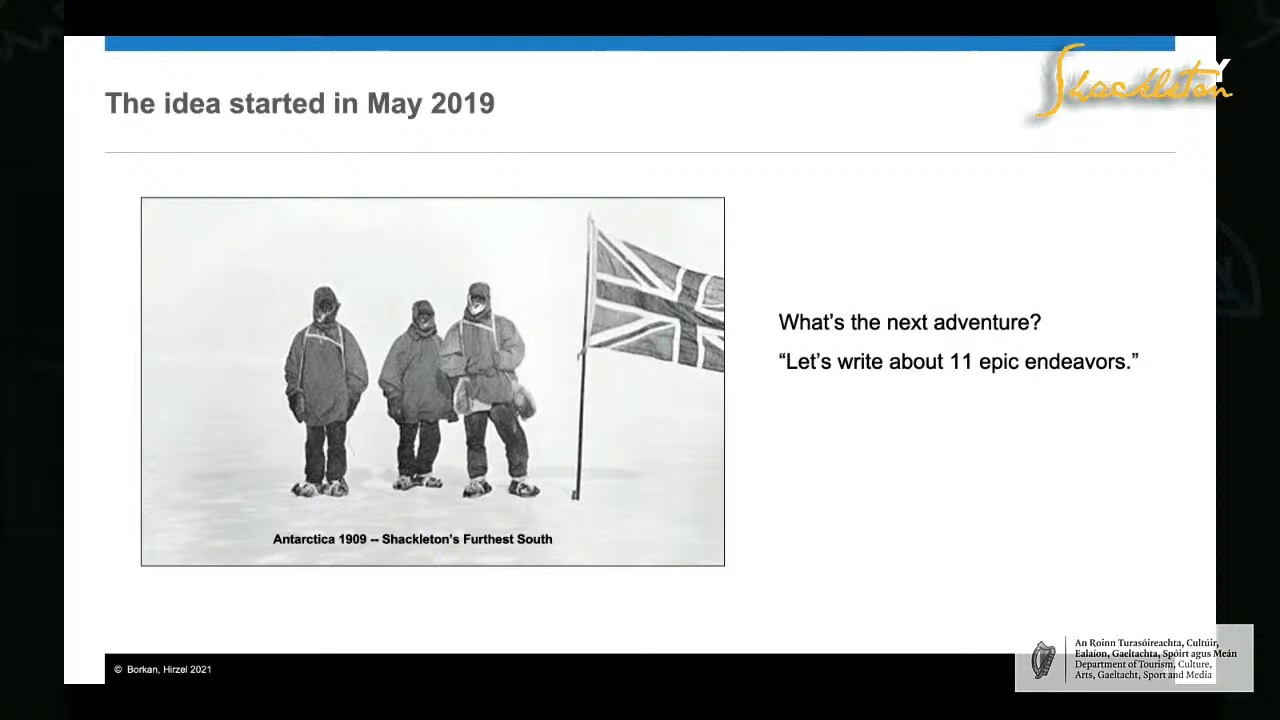 The idea started in May 2019
Shackleton
What's the next adventure?
“Let's write about 11 epic endeavors.”
Antarctica 1909 -- Shackleton's Furthest South
© Borkan, Hirzel 2021
An Roinn Turasóireachta, Cultúir,
Ealaíon, Gaeltachta, Spóirt agus Meán
Department of Tourism, Culture,
Arts, Gaeltacht, Sport and Media